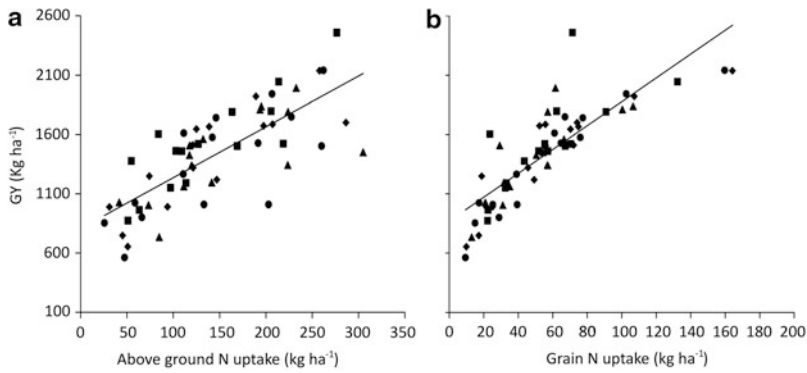 a
b
GY (Kg ha⁻¹)
2600
2100
1600
1100
600
100
0 50 100 150 200 250 300 350
Above ground N uptake (kg ha⁻¹)
0 20 40 60 80 100 120 140 160 180 200
Grain N uptake (kg ha⁻¹)